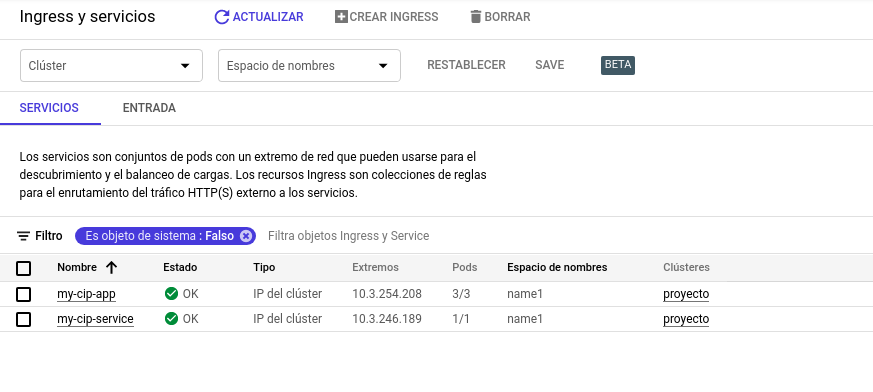 Ingress y servicios ACTUALIZAR CREAR INGRESS BORRAR
Clúster Espacio de nombres RESTABLECER SAVE BETA
SERVICIOS ENTRADA
Los servicios son conjuntos de pods con un extremo de red que pueden usarse para el
descubrimiento y el balanceo de cargas. Los recursos Ingress son colecciones de reglas
para el enrutamiento del tráfico HTTP(S) externo a los servicios.
Filtro Es objeto de sistema : Falso Filtra objetos Ingress y Service
Nombre Estado Tipo Extremos Pods Espacio de nombres Clústeres
my-cip-app OK IP del clúster 10.3.254.208 3/3 name1 proyecto
my-cip-service OK IP del clúster 10.3.246.189 1/1 name1 proyecto